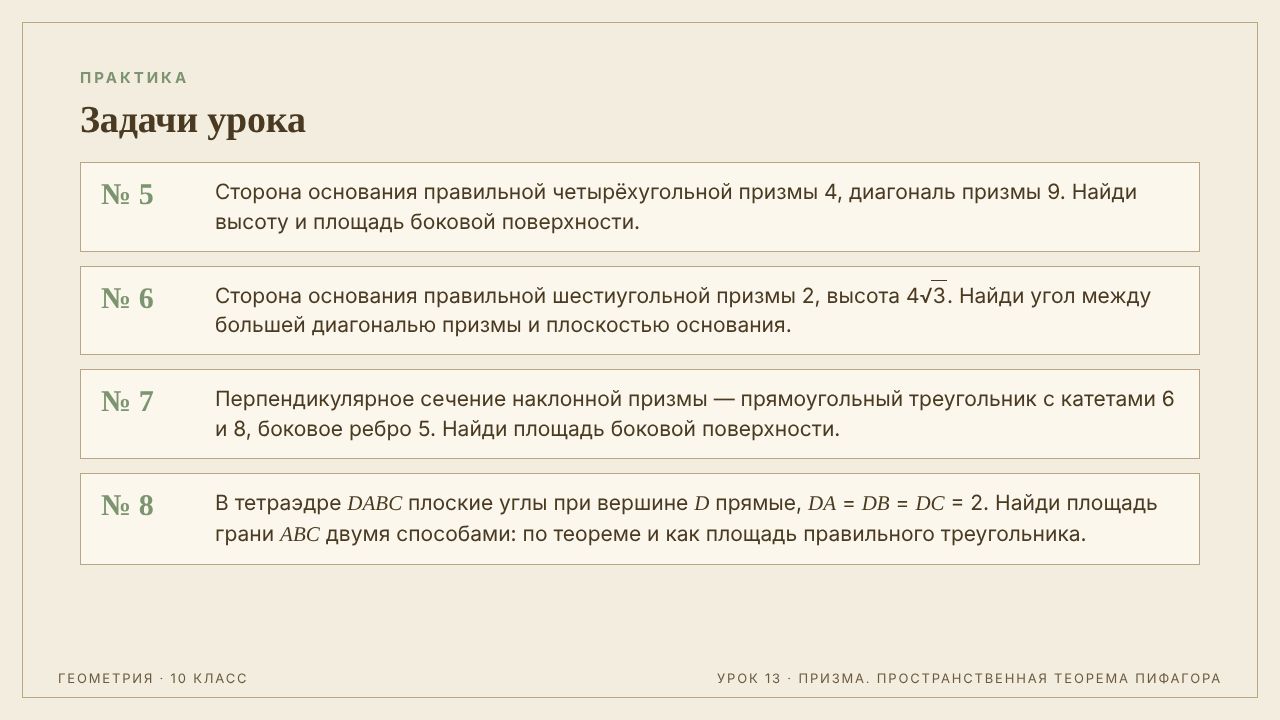 ПРАКТИКА
Задачи урока
№ 5
Сторона основания правильной четырёхугольной призмы 4, диагональ призмы 9. Найди
высоту и площадь боковой поверхности.
№ 6
Сторона основания правильной шестиугольной призмы 2, высота 4√3. Найди угол между
большей диагональю призмы и плоскостью основания.
№ 7
Перпендикулярное сечение наклонной призмы — прямоугольный треугольник с катетами 6
и 8, боковое ребро 5. Найди площадь боковой поверхности.
№ 8
В тетраэдре DABC плоские углы при вершине D прямые, DA = DB = DC = 2. Найди площадь
грани ABC двумя способами: по теореме и как площадь правильного треугольника.
ГЕОМЕТРИЯ · 10 КЛАСС
УРОК 13 · ПРИЗМА. ПРОСТРАНСТВЕННАЯ ТЕОРЕМА ПИФАГОРА